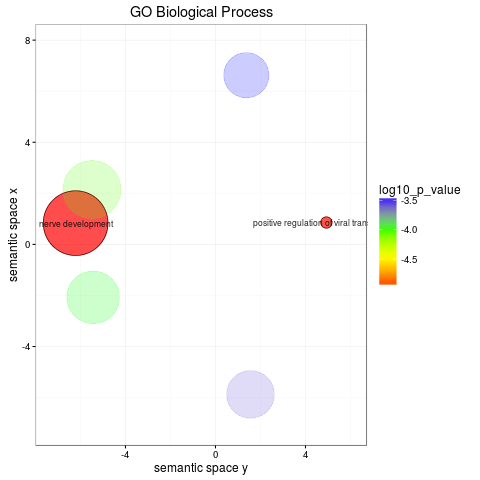 GO Biological Process
8
4
0
-4
semantic space x
nerve development
positive regulation of viral tran
-4
0
4
semantic space y
log10_p_value
-3.5
-4.0
-4.5